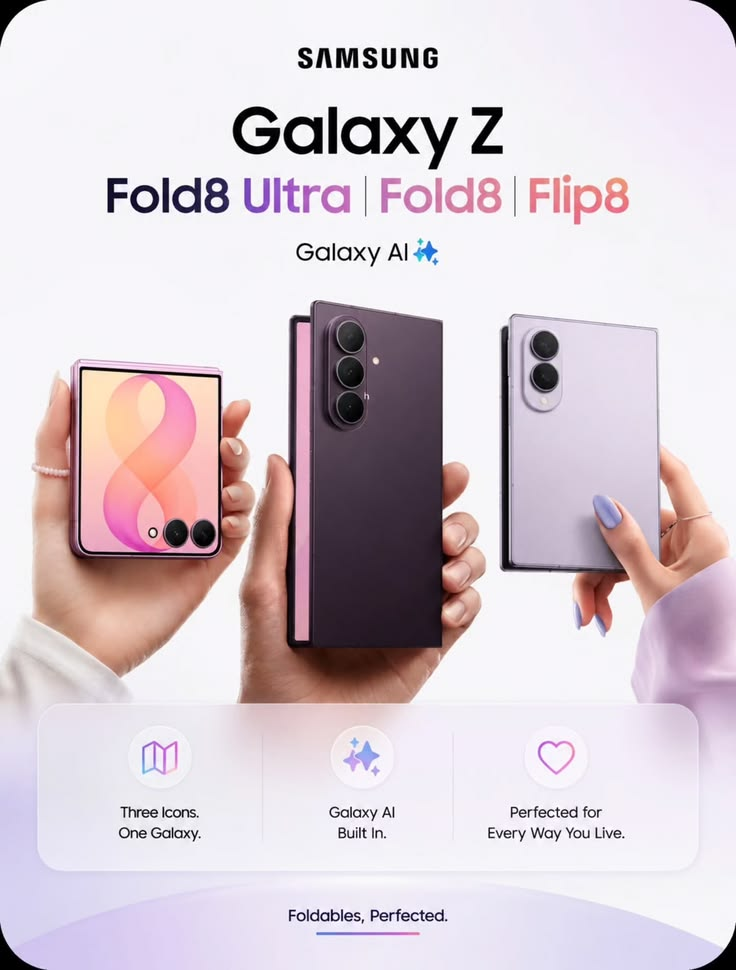 SAMSUNG
Galaxy Z
Fold8 Ultra | Fold8 | Flip8
Galaxy AI
h
Three Icons.
One Galaxy.
Galaxy AI
Built In.
Perfected for
Every Way You Live.
Foldables, Perfected.